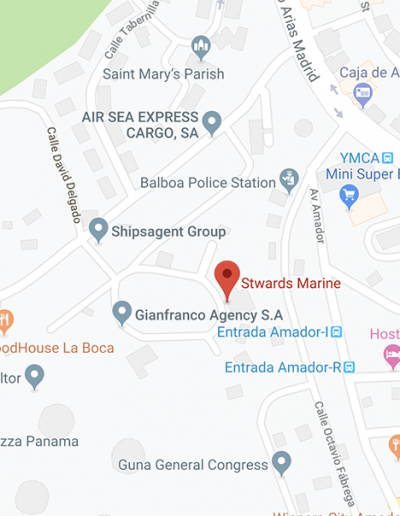 Calle Tabernilla
o Arias Madrid
Saint Mary's Parish
Caja de A
AIR SEA EXPRESS
CARGO, SA
Calle David Delgado
YMCA
Mini Super E
Balboa Police Station
Av Amador
Shipsagent Group
Stwards Marine
Gianfranco Agency S.A
Entrada Amador-I
oodHouse La Boca
Host
Entrada Amador-R
ltor
Calle Octavio Fábrega
zza Panama
Guna General Congress